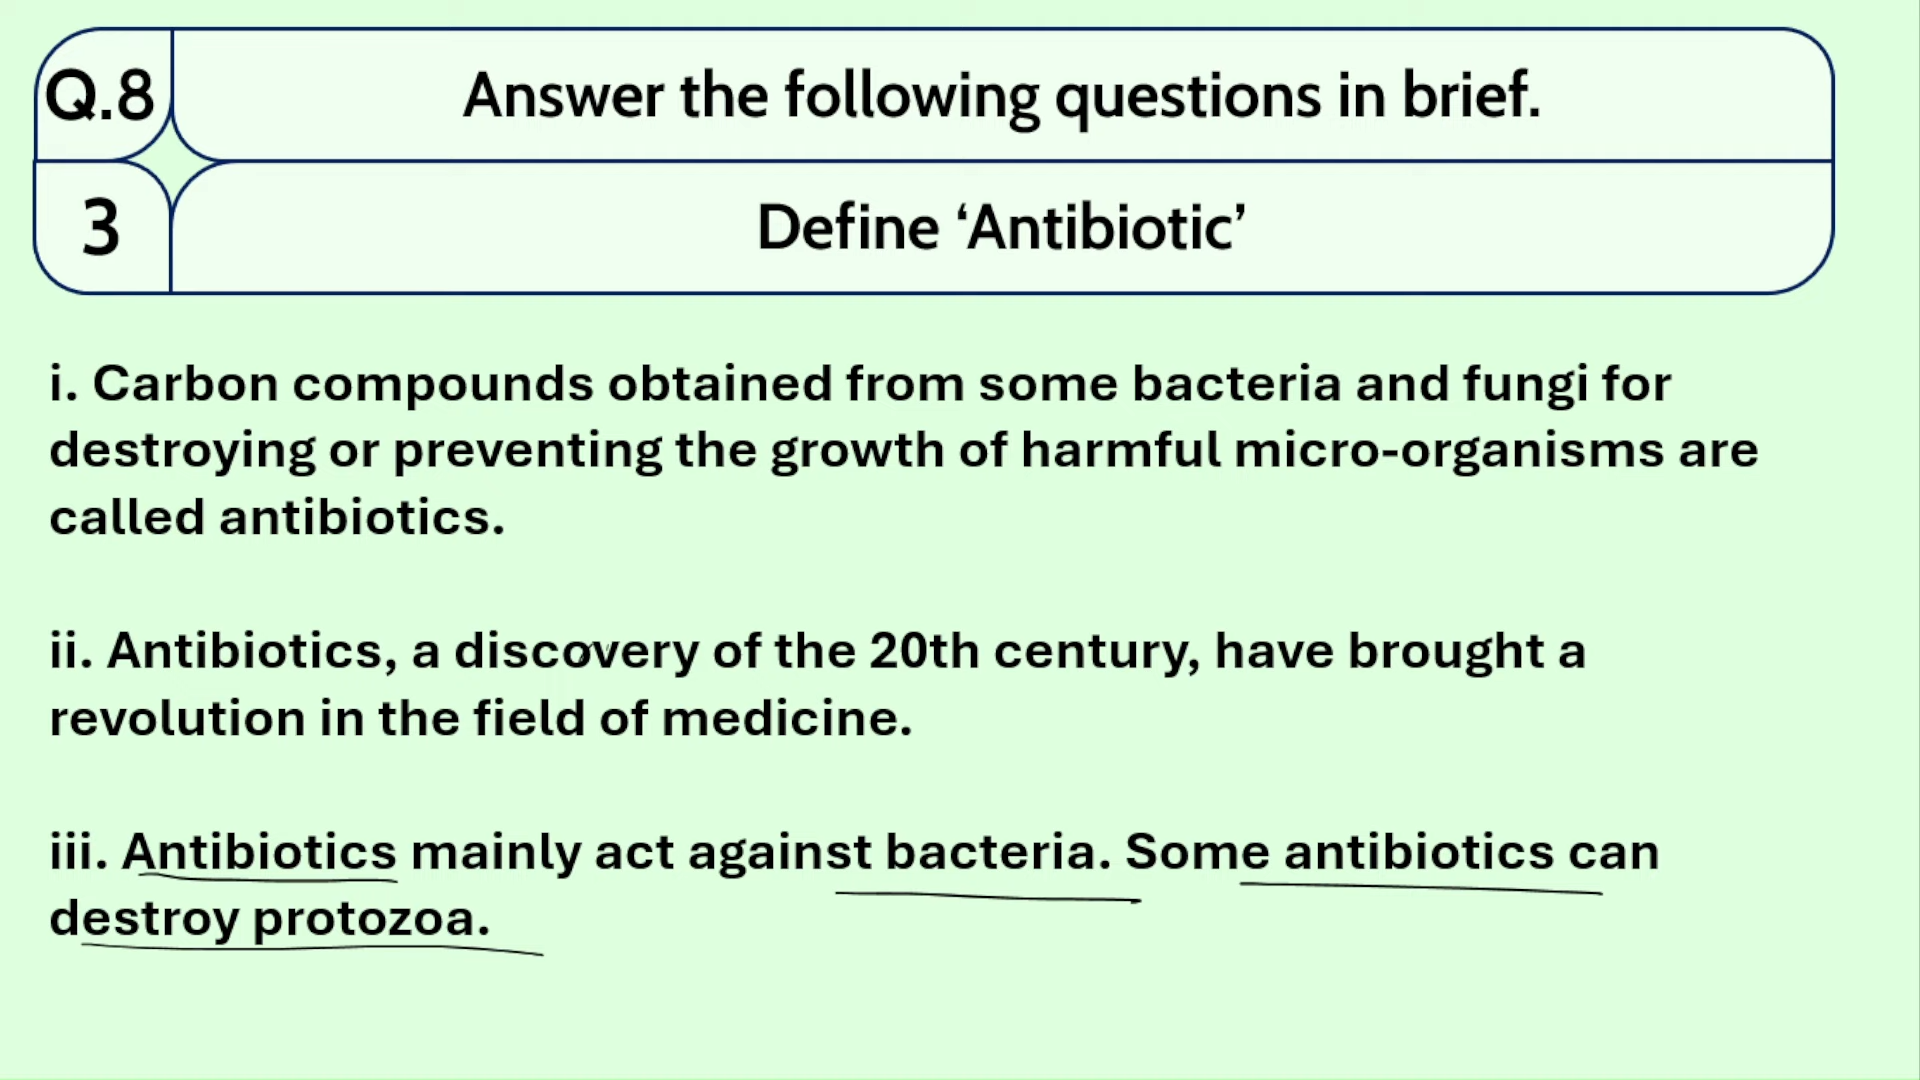 Q.8
Answer the following questions in brief.
3
Define ‘Antibiotic’
i. Carbon compounds obtained from some bacteria and fungi for
destroying or preventing the growth of harmful micro-organisms are
called antibiotics.
ii. Antibiotics, a discovery of the 20th century, have brought a
revolution in the field of medicine.
iii. Antibiotics mainly act against bacteria. Some antibiotics can
destroy protozoa.